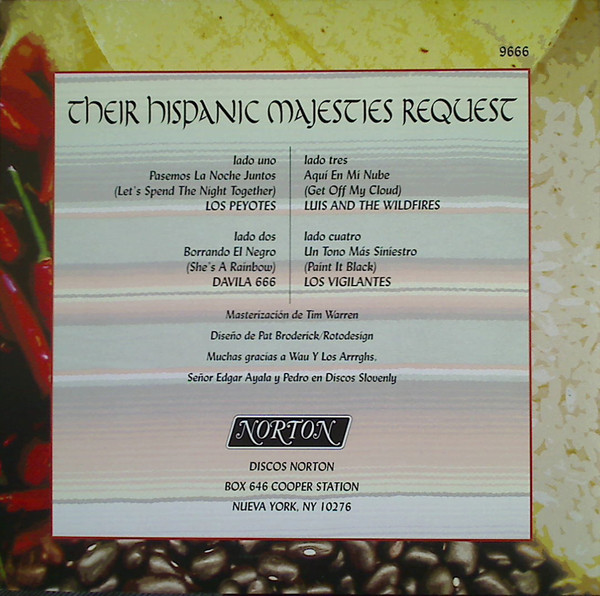 9666
THEIR HISPANIC MAJESTIES REQUEST
lado uno
Pasemos La Noche Juntos
(Let's Spend The Night Together)
LOS PEYOTES
lado tres
Aquí En Mi Nube
(Get Off My Cloud)
LUIS AND THE WILDFIRES
lado dos
Borrando El Negro
(She's A Rainbow)
DAVILA 666
lado cuatro
Un Tono Más Siniestro
(Paint It Black)
LOS VIGILANTES
Masterización de Tim Warren
Diseño de Pat Broderick/Rotodesign
Muchas gracias a Wau Y Los Arrrghs,
Señor Edgar Ayala y Pedro en Discos Slovenly
NORTON
DISCOS NORTON
BOX 646 COOPER STATION
NUEVA YORK, NY 10276